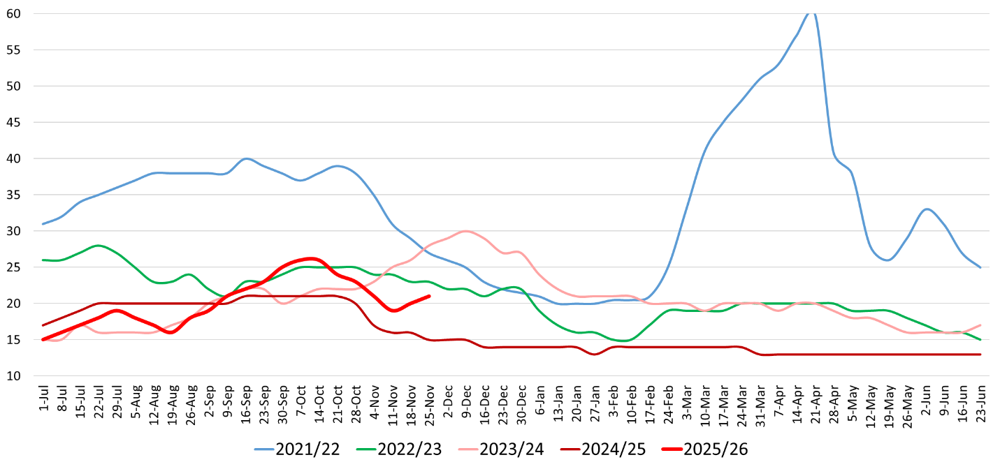 60
55
50
45
40
35
30
25
20
15
10
1-Jul
8-Jul
15-Jul
22-Jul
29-Jul
5-Aug
12-Aug
19-Aug
26-Aug
2-Sep
9-Sep
16-Sep
23-Sep
30-Sep
7-Oct
14-Oct
21-Oct
28-Oct
4-Nov
11-Nov
18-Nov
25-Nov
2-Dec
9-Dec
16-Dec
23-Dec
30-Dec
6-Jan
13-Jan
20-Jan
27-Jan
3-Feb
10-Feb
17-Feb
24-Feb
3-Mar
10-Mar
17-Mar
24-Mar
31-Mar
7-Apr
14-Apr
21-Apr
28-Apr
5-May
12-May
19-May
26-May
2-Jun
9-Jun
16-Jun
23-Jun
2021/22 2022/23 2023/24 2024/25 2025/26